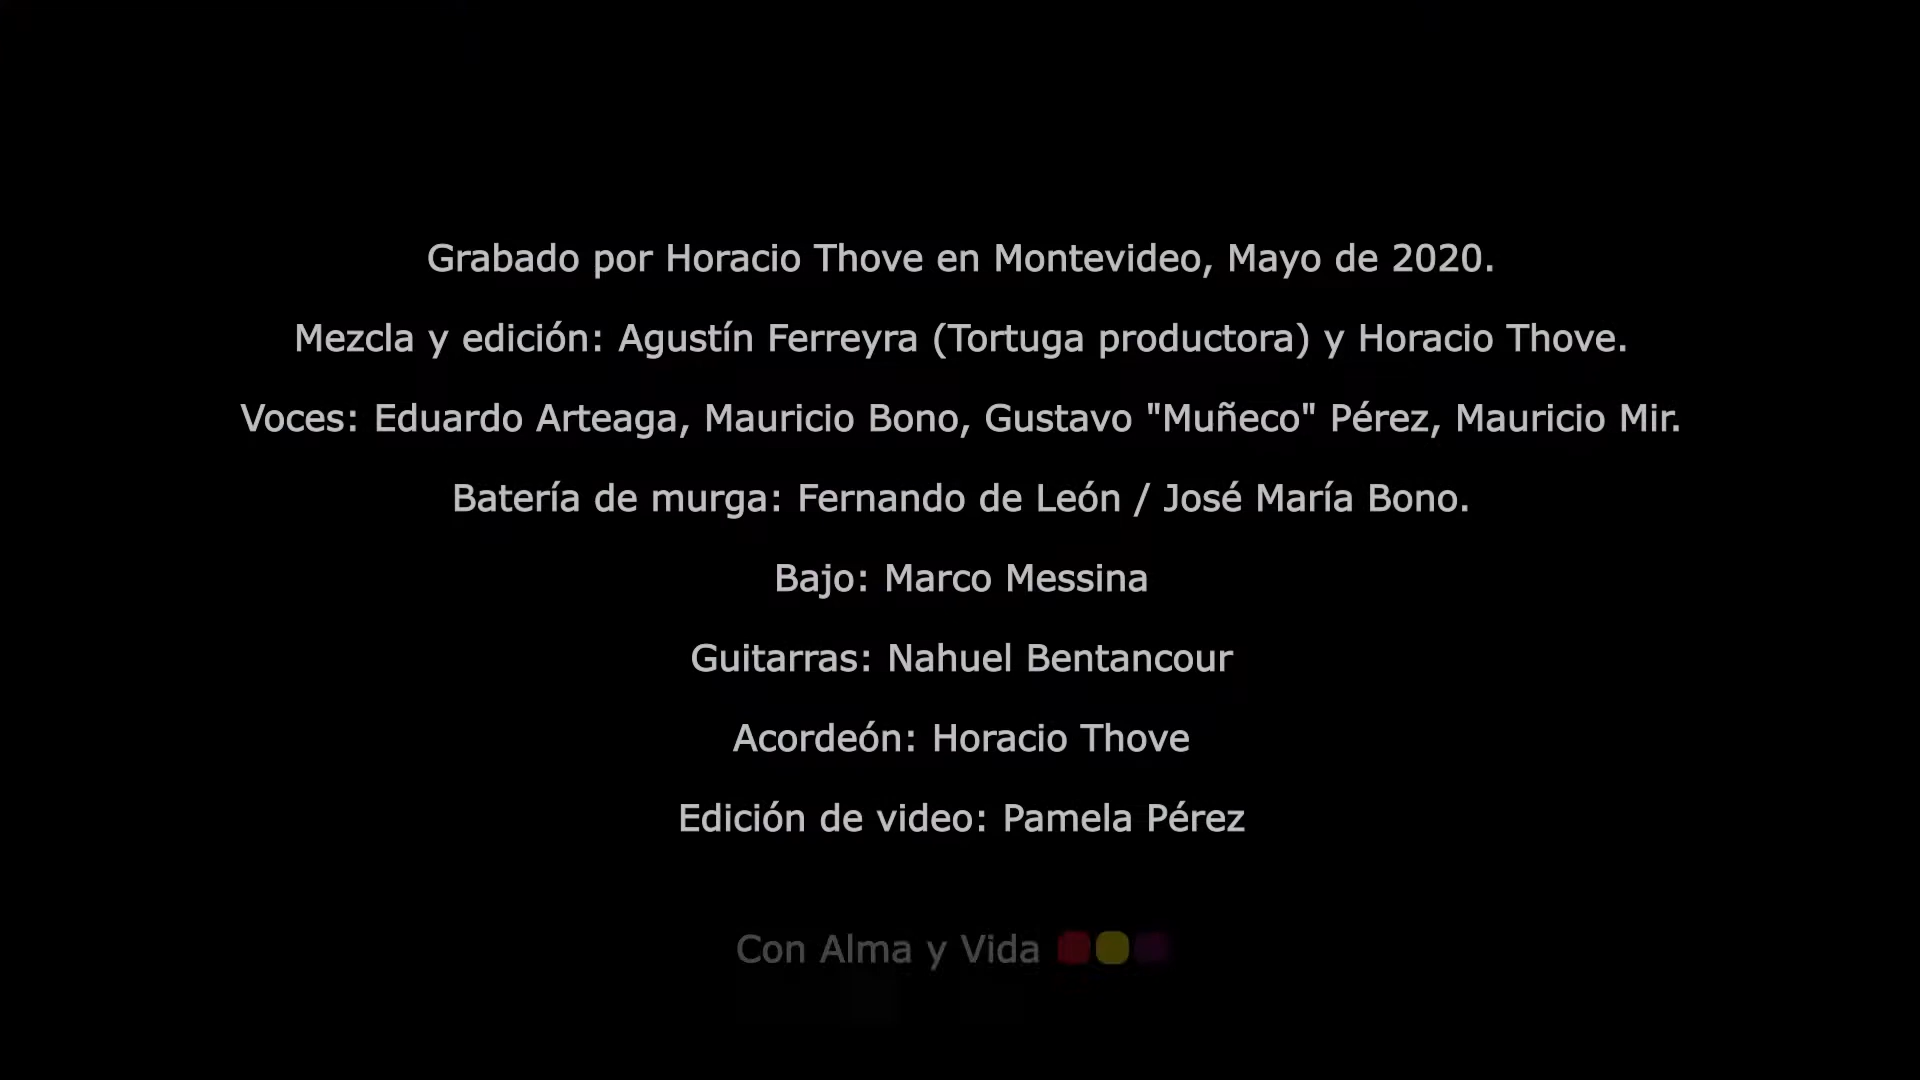 Grabado por Horacio Thove en Montevideo, Mayo de 2020.
Mezcla y edición: Agustín Ferreyra (Tortuga productora) y Horacio Thove.
Voces: Eduardo Arteaga, Mauricio Bono, Gustavo "Muñeco" Pérez, Mauricio Mir.
Batería de murga: Fernando de León / José María Bono.
Bajo: Marco Messina
Guitarras: Nahuel Bentancour
Acordeón: Horacio Thove
Edición de video: Pamela Pérez
Con Alma y Vida